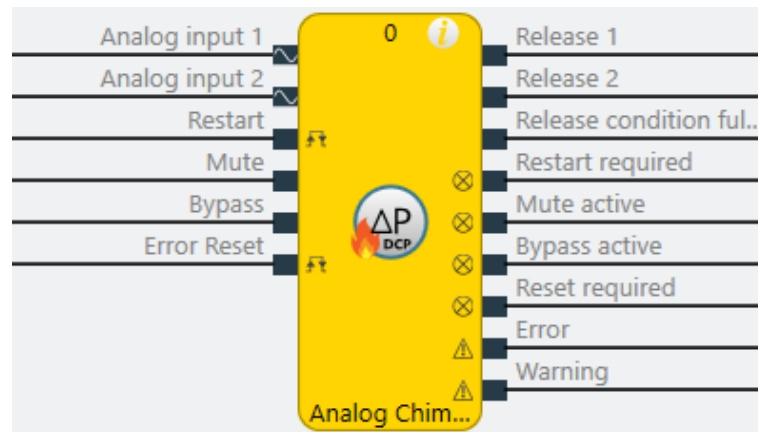 Analog input 1
Analog input 2
Restart
Mute
Bypass
Error Reset
0
i
ΔP
DCP
Analog Chim...
Release 1
Release 2
Release condition ful..
Restart required
Mute active
Bypass active
Reset required
Error
Warning